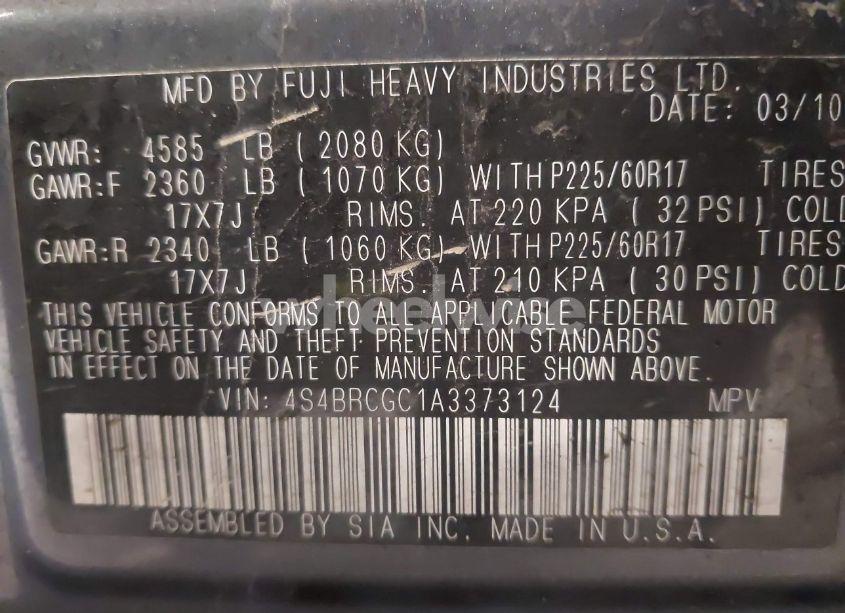 MFD BY FUJI HEAVY INDUSTRIES LTD.
DATE: 03/10
GVWR: 4585 LB ( 2080 KG)
GAWR:F 2360 LB ( 1070 KG) WITH P225/60R17 TIRES
17X7J RIMS. AT 220 KPA ( 32 PSI) COLD
GAWR:R 2340 LB ( 1060 KG) WITH P225/60R17 TIRES
17X7J RIMS. AT 210 KPA ( 30 PSI) COLD
THIS VEHICLE CONFORMS TO ALL APPLICABLE FEDERAL MOTOR
VEHICLE SAFETY AND THEFT PREVENTION STANDARDS
IN EFFECT ON THE DATE OF MANUFACTURE SHOWN ABOVE.
VIN: 4S4BRCGC1A3373124 MPV
ASSEMBLED BY SIA INC. MADE IN U.S.A.